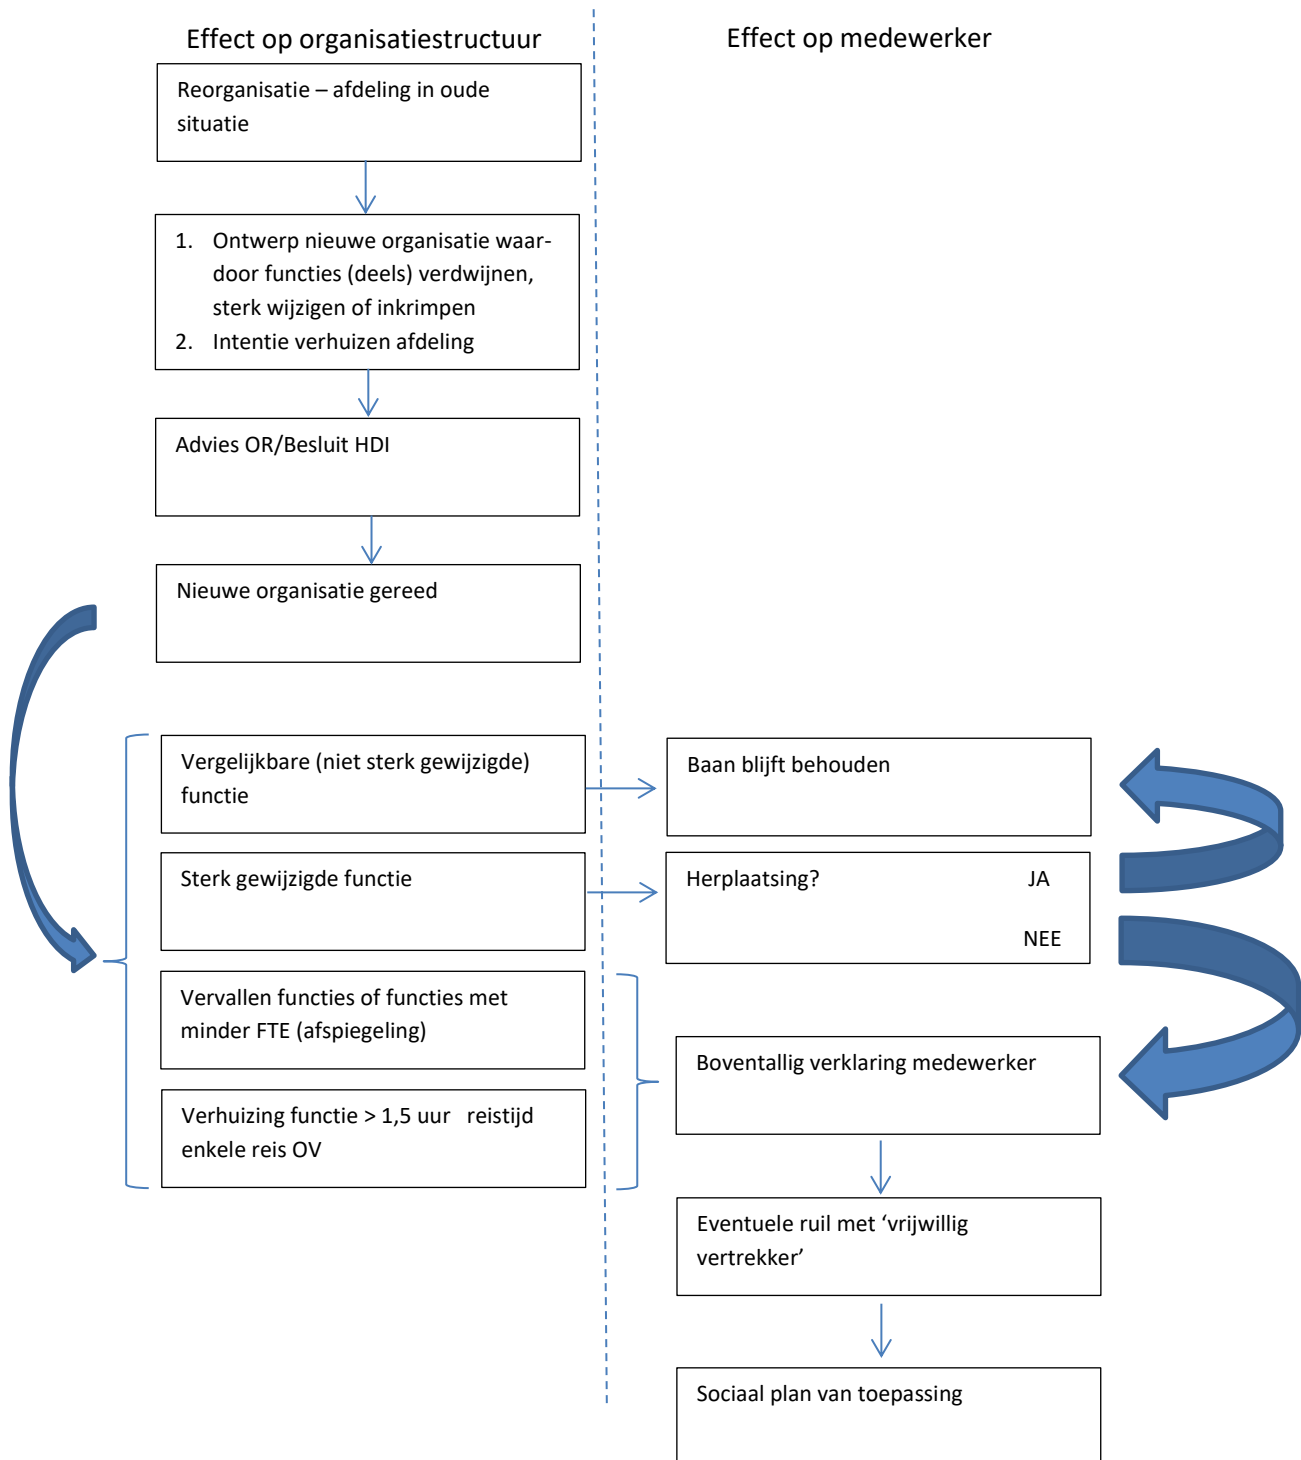 Effect op organisatiestructuur
Effect op medewerker
Reorganisatie – afdeling in oude
situatie
1. Ontwerp nieuwe organisatie waar-
door functies (deels) verdwijnen,
sterk wijzigen of inkrimpen
2. Intentie verhuizen afdeling
Advies OR/Besluit HDI
Nieuwe organisatie gereed
Vergelijkbare (niet sterk gewijzigde)
functie
Baan blijft behouden
Sterk gewijzigde functie
Herplaatsing? JA
NEE
Vervallen functies of functies met
minder FTE (afspiegeling)
Verhuizing functie > 1,5 uur reistijd
enkele reis OV
Boventallig verklaring medewerker
Eventuele ruil met ‘vrijwillig
vertrekker’
Sociaal plan van toepassing